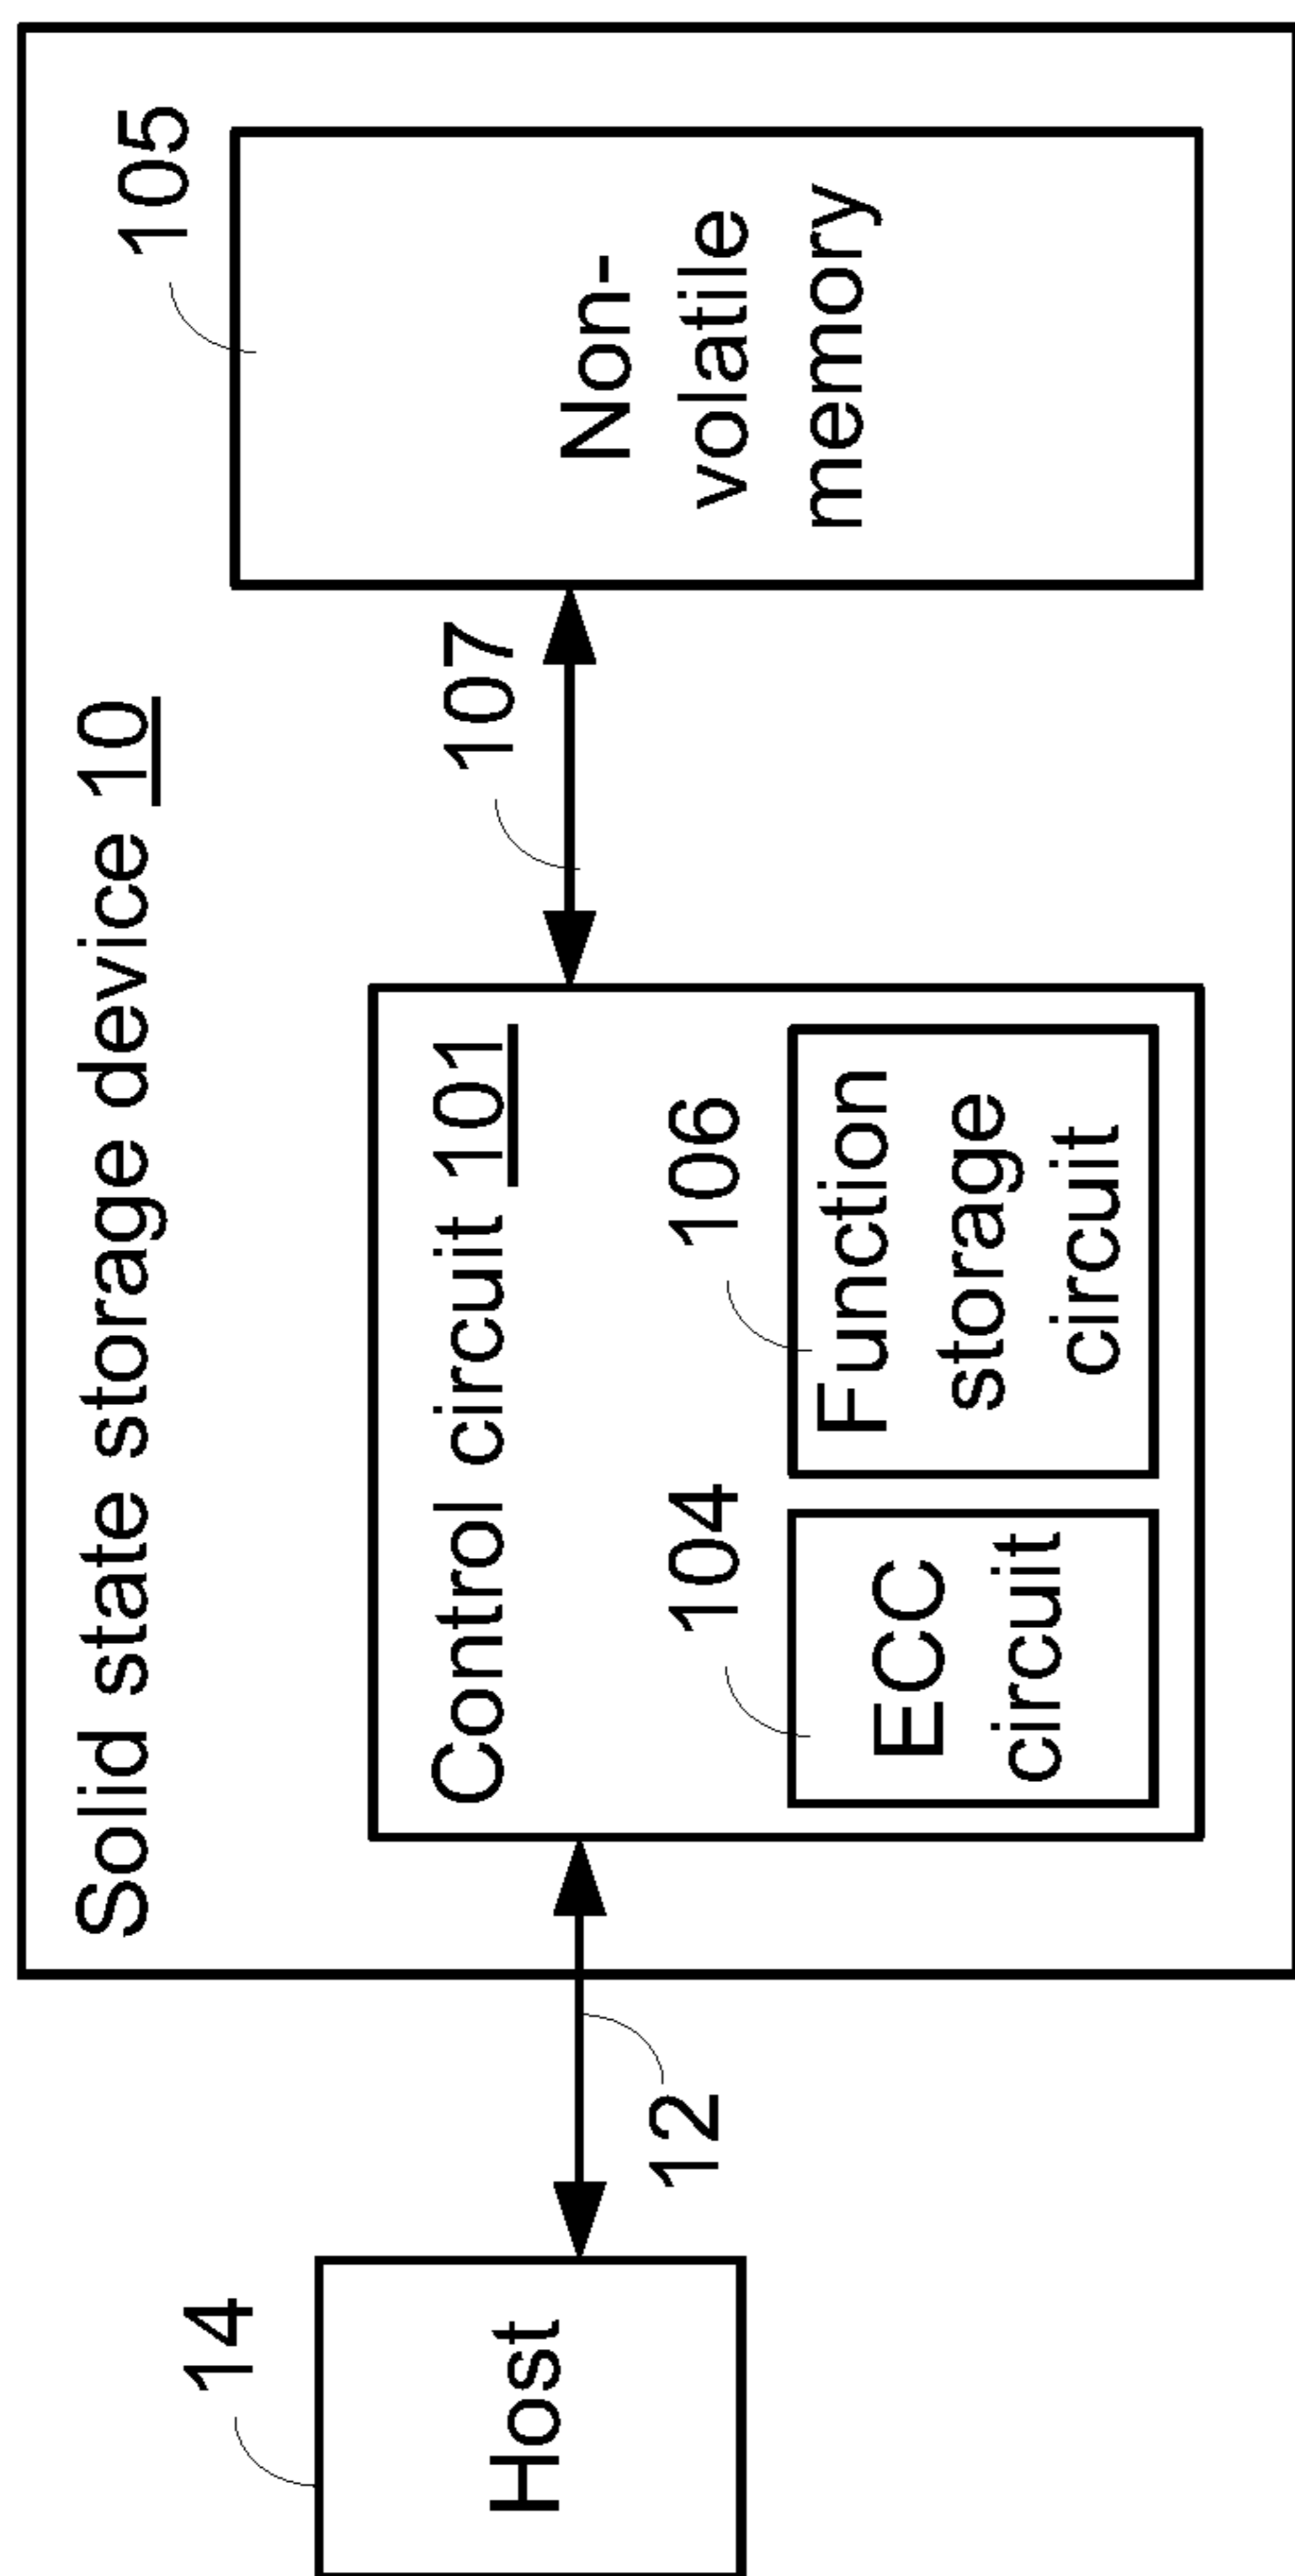 Solid state storage device 10
14
Host
12
Control circuit 101
104
ECC
circuit
106
Function
storage
circuit
107
105
Non-
volatile
memory